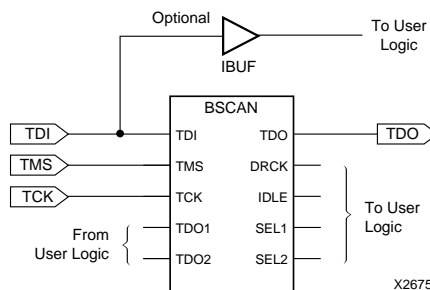 Optional
To User
Logic
IBUF
BSCAN
TDI
TDI
TDO
TDO
TMS
TMS
DRCK
TCK
TCK
IDLE
To User
Logic
From
User Logic
TDO1
SEL1
TDO2
SEL2
X2675